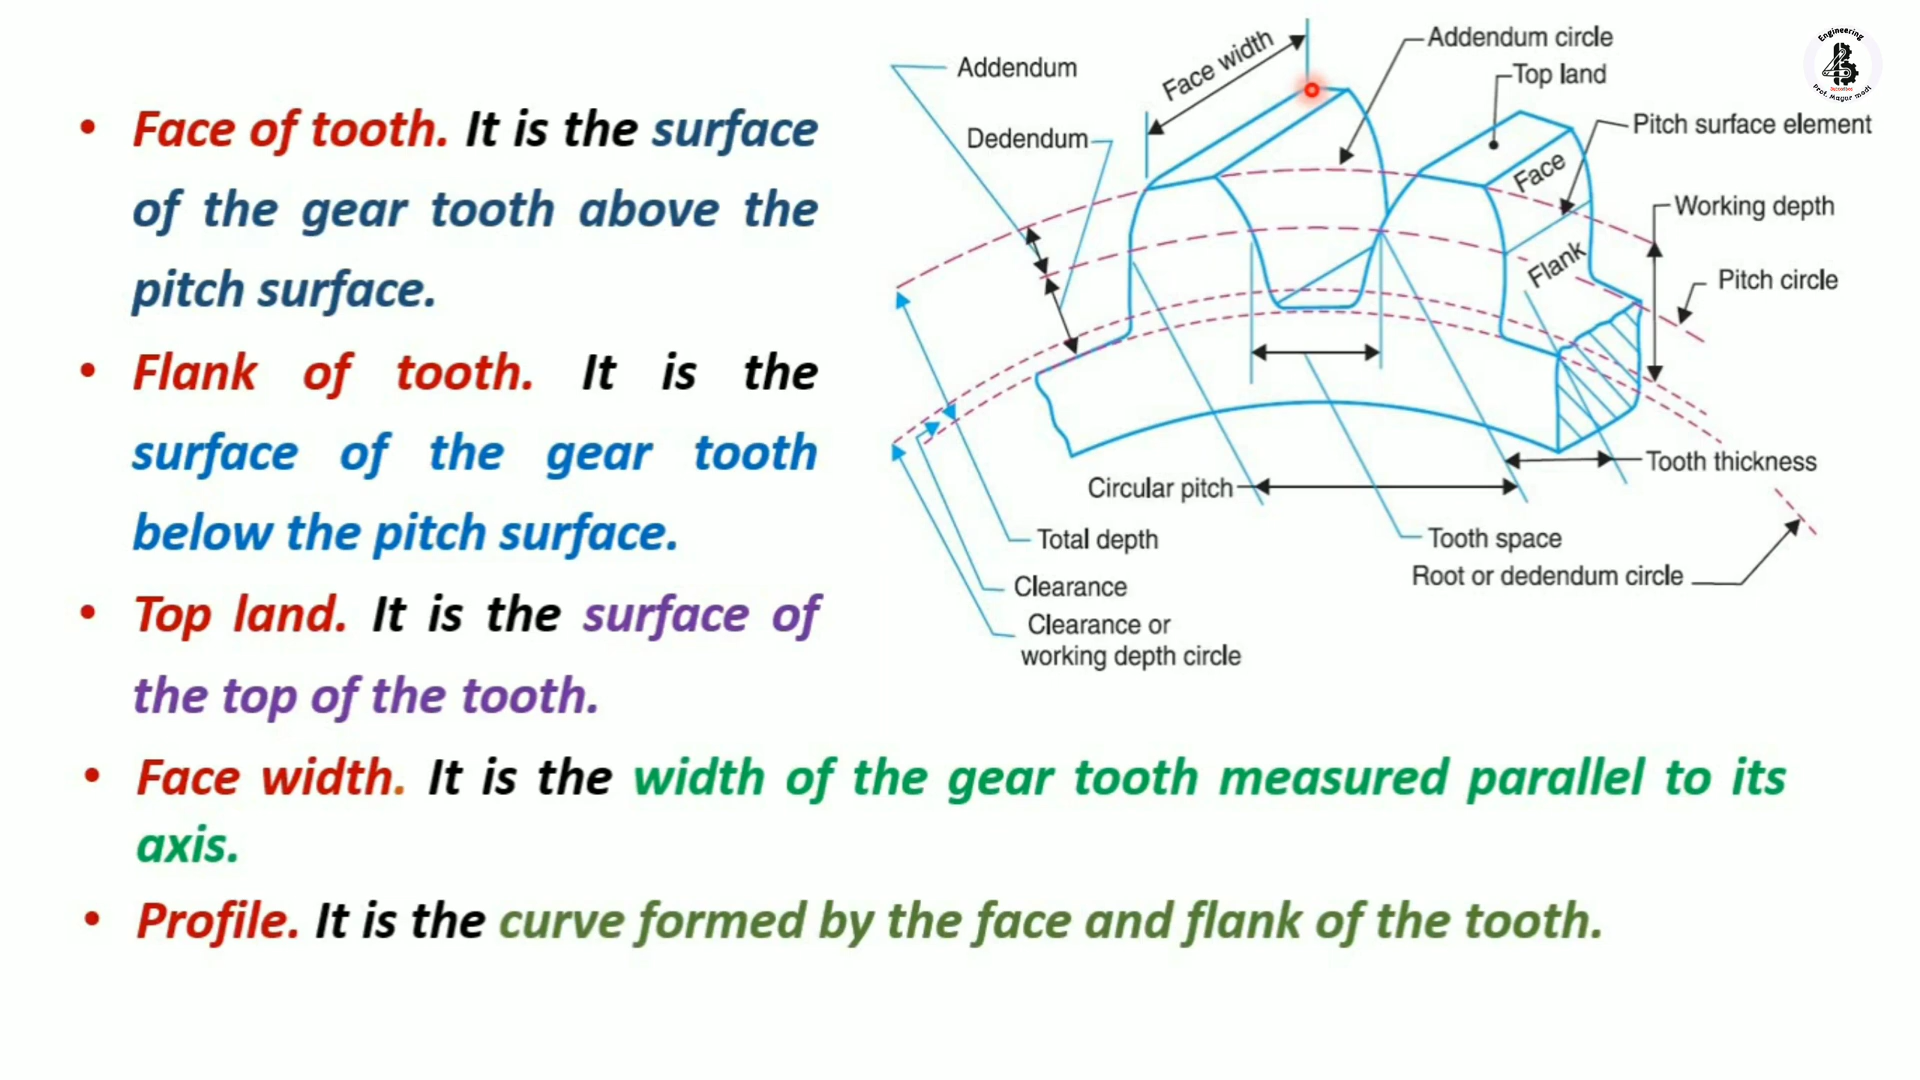 • Face of tooth. It is the surface
of the gear tooth above the
pitch surface.
• Flank of tooth. It is the
surface of the gear tooth
below the pitch surface.
• Top land. It is the surface of
the top of the tooth.
• Face width. It is the width of the gear tooth measured parallel to its
axis.
• Profile. It is the curve formed by the face and flank of the tooth.
Addendum
Dedendum
Face width
Addendum circle
Top land
Pitch surface element
Face
Working depth
Flank
Pitch circle
Tooth thickness
Circular pitch
Tooth space
Total depth
Root or dedendum circle
Clearance
Clearance or
working depth circle
Engineering
Prof. Mayur modi